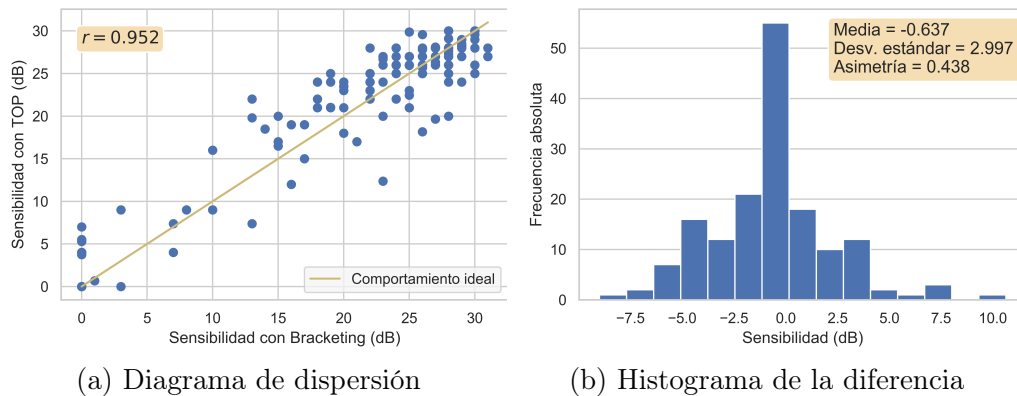 r = 0.952
Sensibilidad con TOP (dB)
30
25
20
15
10
5
0
0 5 10 15 20 25 30
Sensibilidad con Bracketing (dB)
Comportamiento ideal
(a) Diagrama de dispersión
Media = -0.637
Desv. estándar = 2.997
Asimetría = 0.438
Frecuencia absoluta
50
40
30
20
10
0
−7.5 −5.0 −2.5 0.0 2.5 5.0 7.5 10.0
Sensibilidad (dB)
(b) Histograma de la diferencia